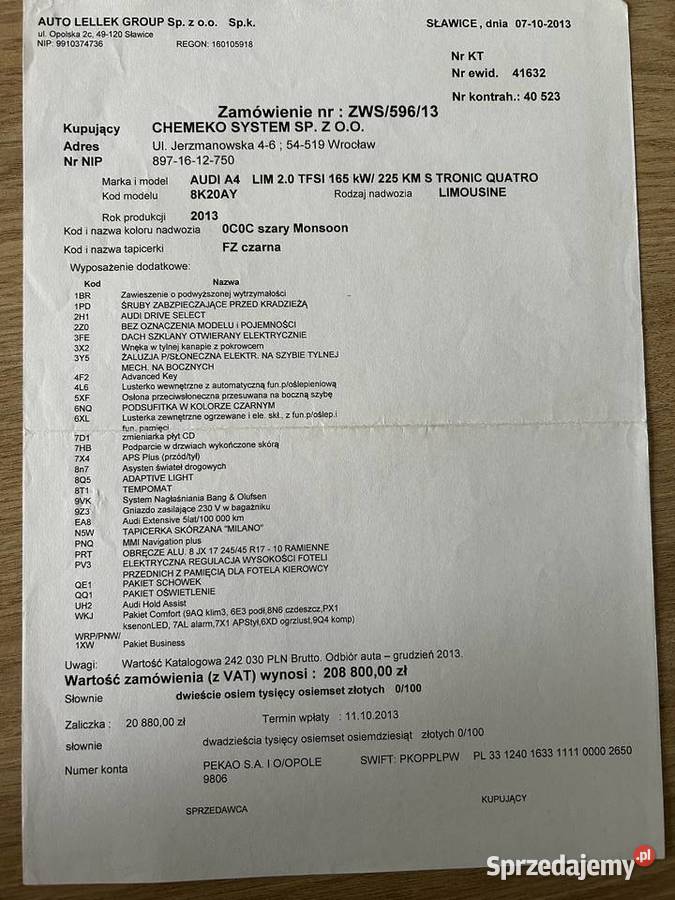 AUTO LELLEK GROUP Sp. z o.o. Sp.k. SŁAWICE, dnia 07-10-2013
ul. Opolska 2c, 49-120 Sławice
NIP: 9910374736 REGON: 160105918
Nr KT
Nr ewid. 41632
Nr kontrah.: 40 523
Zamówienie nr : ZWS/596/13
Kupujący CHEMEKO SYSTEM SP. Z O.O.
Adres Ul. Jerzmanowska 4-6 ; 54-519 Wrocław
Nr NIP 897-16-12-750
Marka i model AUDI A4 LIM 2.0 TFSI 165 kW/ 225 KM S TRONIC QUATRO
Kod modelu 8K20AY Rodzaj nadwozia LIMOUSINE
Rok produkcji 2013
Kod i nazwa koloru nadwozia 0C0C szary Monsoon
Kod i nazwa tapicerki FZ czarna
Wyposażenie dodatkowe:
Kod Nazwa
1BR Zawieszenie o podwyższonej wytrzymałości
1PD ŚRUBY ZABZPIECZAJĄCE PRZED KRADZIEŻĄ
2H1 AUDI DRIVE SELECT
2Z0 BEZ OZNACZENIA MODELU i POJEMNOŚCI
3FE DACH SZKLANY OTWIERANY ELEKTRYCZNIE
3X2 Wnęka w tylnej kanapie z pokrowcem
3Y5 ŻALUZJA P/SŁONECZNA ELEKTR. NA SZYBIE TYLNEJ
MECH. NA BOCZNYCH
4F2 Advanced Key
4L6 Lusterko wewnętrzne z automatyczną fun.p/oślepieniową
5XF Osłona przeciwsłoneczna przesuwana na boczną szybę
6NQ PODSUFITKA W KOLORZE CZARNYM
6XL Lusterka zewnętrzne ogrzewane i ele. skł., z fun.p/oślep.i
fun. pamięci
7D1 zmieniarka płyt CD
7HB Podparcie w drzwiach wykończone skórą
7X4 APS Plus (przód/tył)
8n7 Asysten świateł drogowych
8Q5 ADAPTIVE LIGHT
8T1 TEMPOMAT
9VK System Nagłaśniania Bang & Olufsen
9Z3 Gniazdo zasilające 230 V w bagażniku
EA8 Audi Extensive 5lat/100 000 km
N5W TAPICERKA SKÓRZANA "MILANO"
PNQ MMI Navigation plus
PRT OBRĘCZE ALU. 8 JX 17 245/45 R17 - 10 RAMIENNE
PV3 ELEKTRYCZNA REGULACJA WYSOKOŚCI FOTELI
PRZEDNICH Z PAMIĘCIĄ DLA FOTELA KIEROWCY
QE1 PAKIET SCHOWEK
QQ1 PAKIET OŚWIETLENIE
UH2 Audi Hold Assist
WKJ Pakiet Comfort (9AQ klim3, 6E3 podł,8N6 czdeszcz,PX1
ksenonLED, 7AL alarm,7X1 APStył,6XD ogrzlust,9Q4 komp)
WRP/PNW/
1XW Pakiet Business
Uwagi: Wartość Katalogowa 242 030 PLN Brutto. Odbiór auta – grudzień 2013.
Wartość zamówienia (z VAT) wynosi : 208 800,00 zł
Słownie dwieście osiem tysięcy osiemset złotych 0/100
Zaliczka : 20 880,00 zł Termin wpłaty : 11.10.2013
słownie dwadzieścia tysięcy osiemset osiemdziesiąt złotych 0/100
Numer konta PEKAO S.A. I O/OPOLE SWIFT: PKOPPLPW PL 33 1240 1633 1111 0000 2650
9806
SPRZEDAWCA KUPUJĄCY
Sprzedajemy.pl